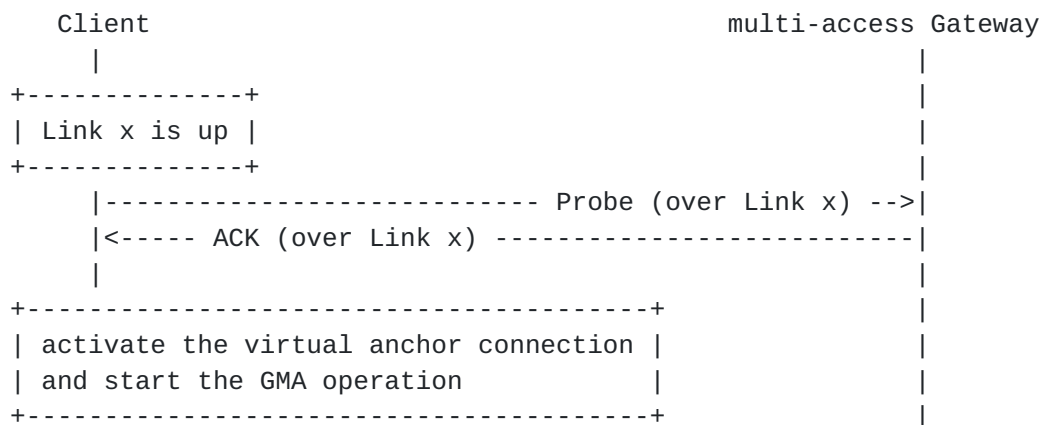 Client                                     multi-access Gateway
     |                                                     |
+--------------+                                           |
| Link x is up |                                           |
+--------------+                                           |
     |---------------------------- Probe (over Link x) -->|
     |<----- ACK (over Link x) ---------------------------|
     |                                                     |
+----------------------------------------+                 |
| activate the virtual anchor connection |                 |
| and start the GMA operation            |                 |
+----------------------------------------+                 |